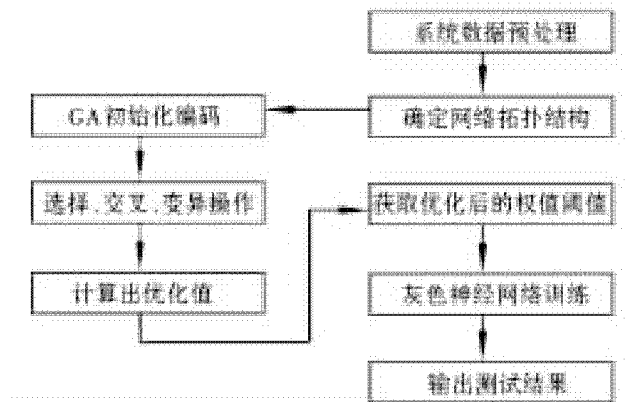 系统数据预处理
确定网络拓扑结构
GA初始化编码
选择、交叉、变异操作
计算出优化值
获取优化后的权值阈值
灰色神经网络训练
输出测试结果